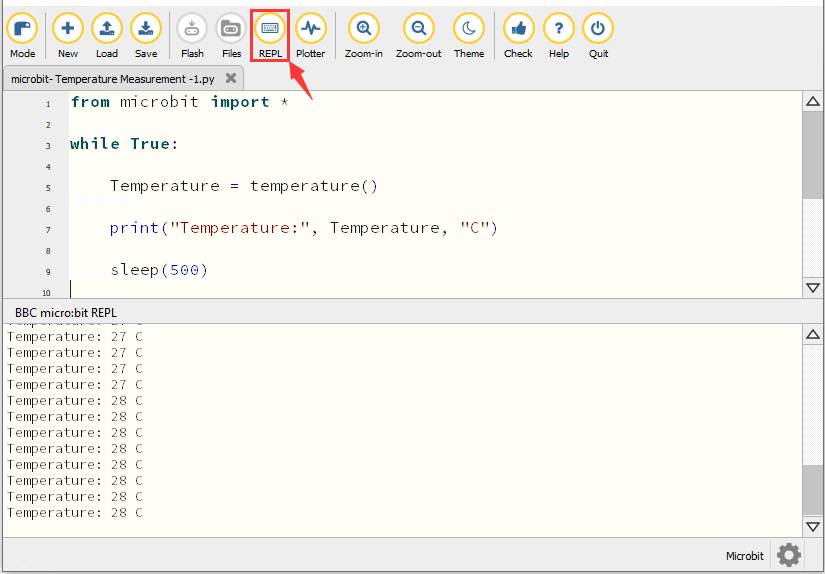 Mode New Load Save Flash Files REPL Plotter Zoom-in Zoom-out Theme Check Help Quit
microbit- Temperature Measurement -1.py
1 from microbit import *
2
3 while True:
4
5 Temperature = temperature()
6
7 print("Temperature:", Temperature, "C")
8
9 sleep(500)
10
BBC micro:bit REPL
Temperature: 27 C
Temperature: 27 C
Temperature: 27 C
Temperature: 27 C
Temperature: 27 C
Temperature: 28 C
Temperature: 28 C
Temperature: 28 C
Temperature: 28 C
Temperature: 28 C
Temperature: 28 C
Temperature: 28 C
Temperature: 28 C
Microbit